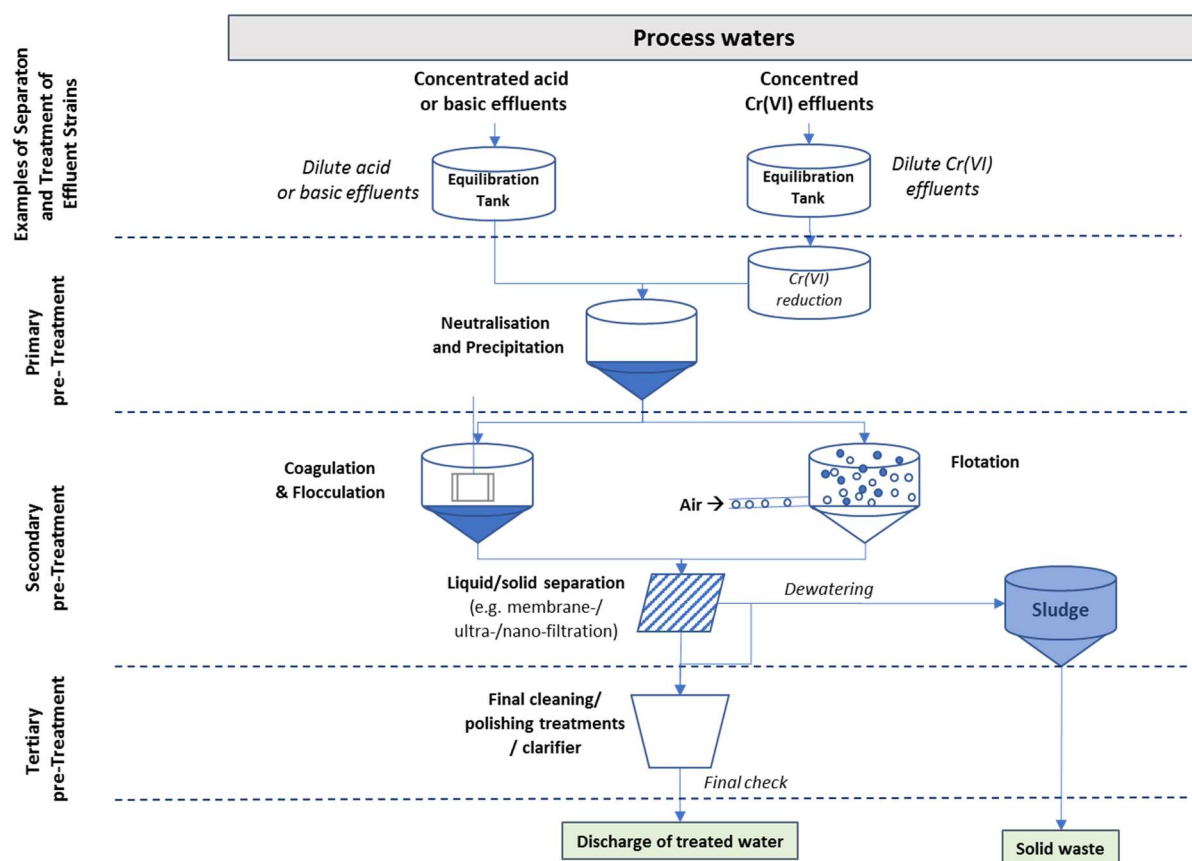 Process waters
Examples of Separaton
and Treatment of
Effluent Strains
Concentrated acid
or basic effluents
Concentred
Cr(VI) effluents
Dilute acid
or basic effluents
Equilibration
Tank
Equilibration
Tank
Dilute Cr(VI)
effluents
Primary
pre- Treatment
Cr(VI)
reduction
Neutralisation
and Precipitation
Secondary
pre-Treatment
Coagulation
& Flocculation
Flotation
Air →
Liquid/solid separation
(e.g. membrane-/
ultra-/nano-filtration)
Dewatering
Sludge
Tertiary
pre-Treatment
Final cleaning/
polishing treatments
/ clarifier
Final check
Discharge of treated water
Solid waste